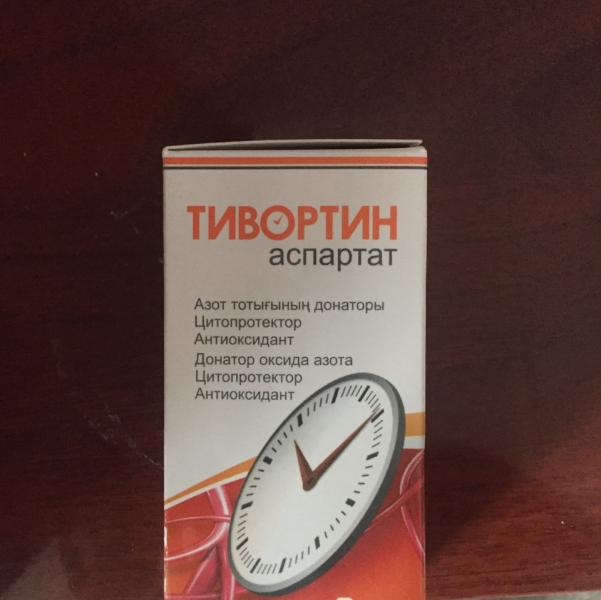 ТИВОРТИН
аспартат
Азот тотығының донаторы
Цитопротектор
Антиоксидант
Донатор оксида азота
Цитопротектор
Антиоксидант